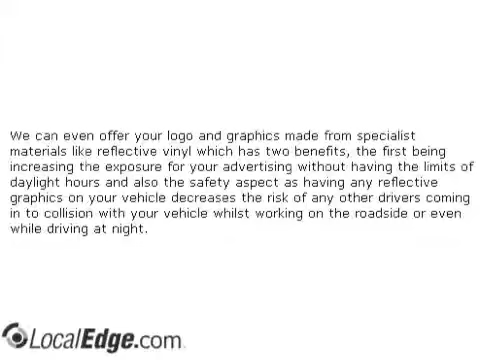 We can even offer your logo and graphics made from specialist
materials like reflective vinyl which has two benefits, the first being
increasing the exposure for your advertising without having the limits of
daylight hours and also the safety aspect as having any reflective
graphics on your vehicle decreases the risk of any other drivers coming
in to collision with your vehicle whilst working on the roadside or even
while driving at night.
LocalEdge.com